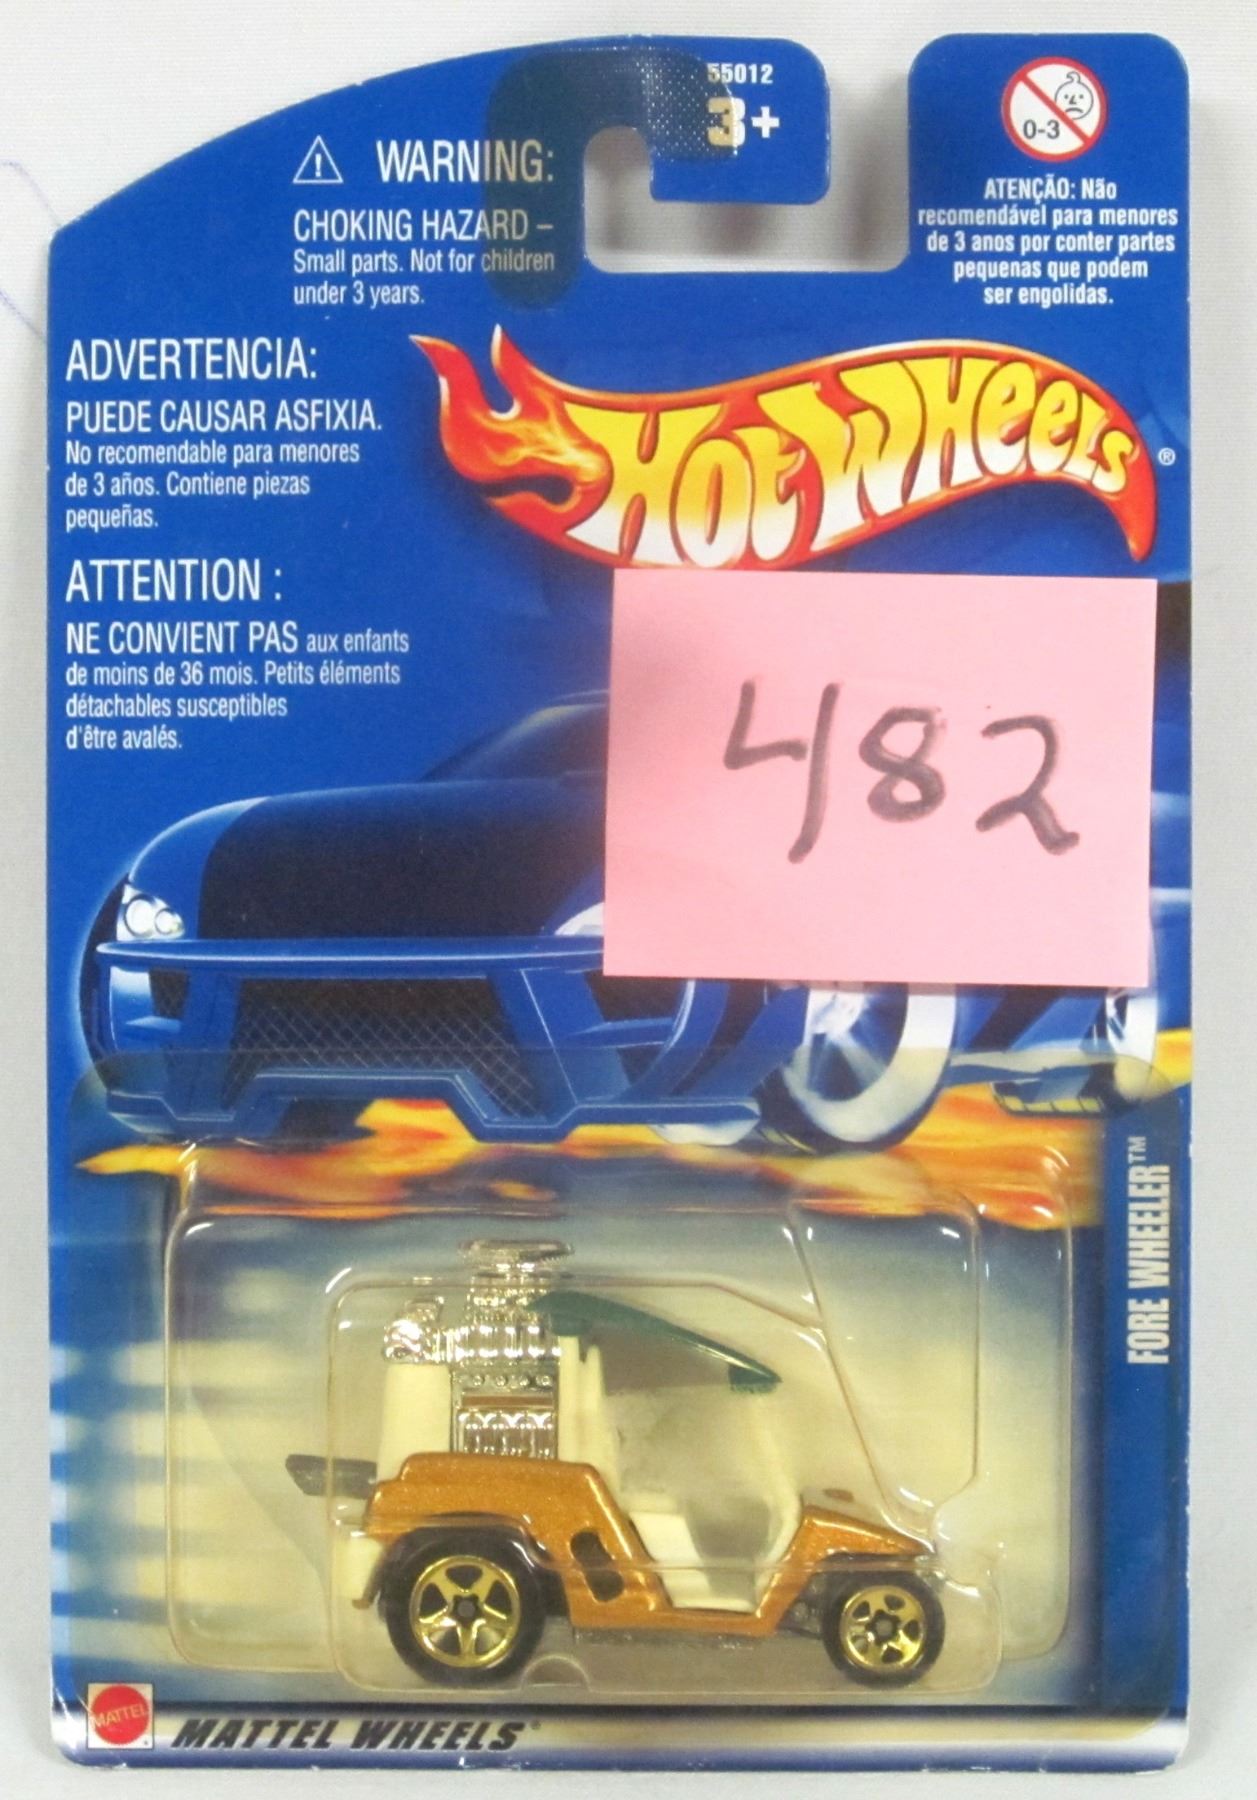 55012
3+
WARNING:
CHOKING HAZARD –
Small parts. Not for children
under 3 years.
0-3
ATENÇÃO: Não
recomendável para menores
de 3 anos por conter partes
pequenas que podem
ser engolidas.
ADVERTENCIA:
PUEDE CAUSAR ASFIXIA.
No recomendable para menores
de 3 años. Contiene piezas
pequeñas.
ATTENTION :
NE CONVIENT PAS aux enfants
de moins de 36 mois. Petits éléments
détachables susceptibles
d'être avalés.
HOT WHEELS®
482
FORE WHEELER™
MATTEL
MATTEL WHEELS®